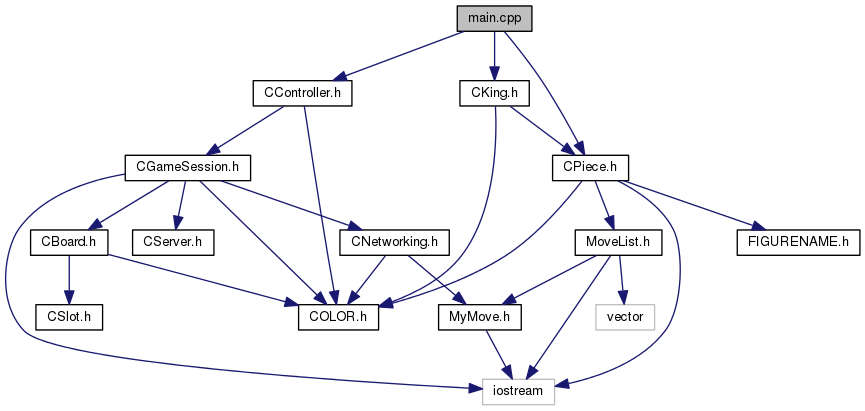 main.cpp
CController.h
CKing.h
CGameSession.h
CPiece.h
CBoard.h
CServer.h
CNetworking.h
MoveList.h
FIGURENAME.h
CSlot.h
COLOR.h
MyMove.h
vector
iostream